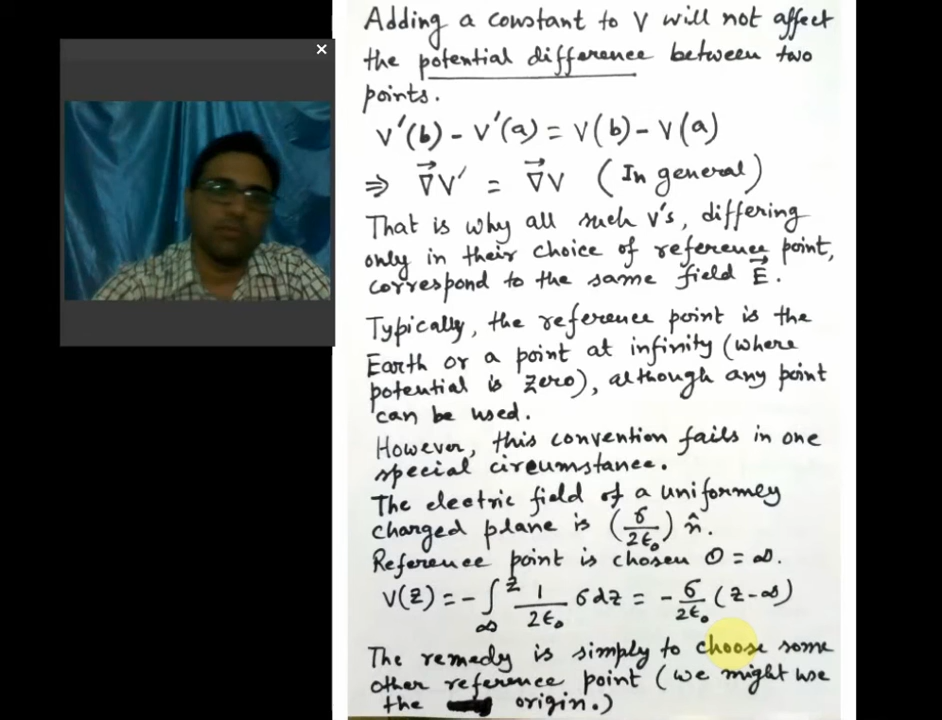 Adding a constant to V will not affect
the potential difference between two
points.
V'(b) - V'(a) = V(b) - V(a)
⇒ ∇⃗V' = ∇⃗V (In general)
That is why all such V's, differing
only in their choice of reference point,
correspond to the same field E⃗.
Typically, the reference point is the
Earth or a point at infinity (where
potential is zero), although any point
can be used.
However, this convention fails in one
special circumstance.
The electric field of a uniformly
charged plane is (σ/2ε₀) n̂.
Reference point is chosen O = ∞.
V(z) = - ∫_∞^z 1/2ε₀ σ dz = - σ/2ε₀ (z - ∞)
The remedy is simply to choose some
other reference point (we might use
the origin.)